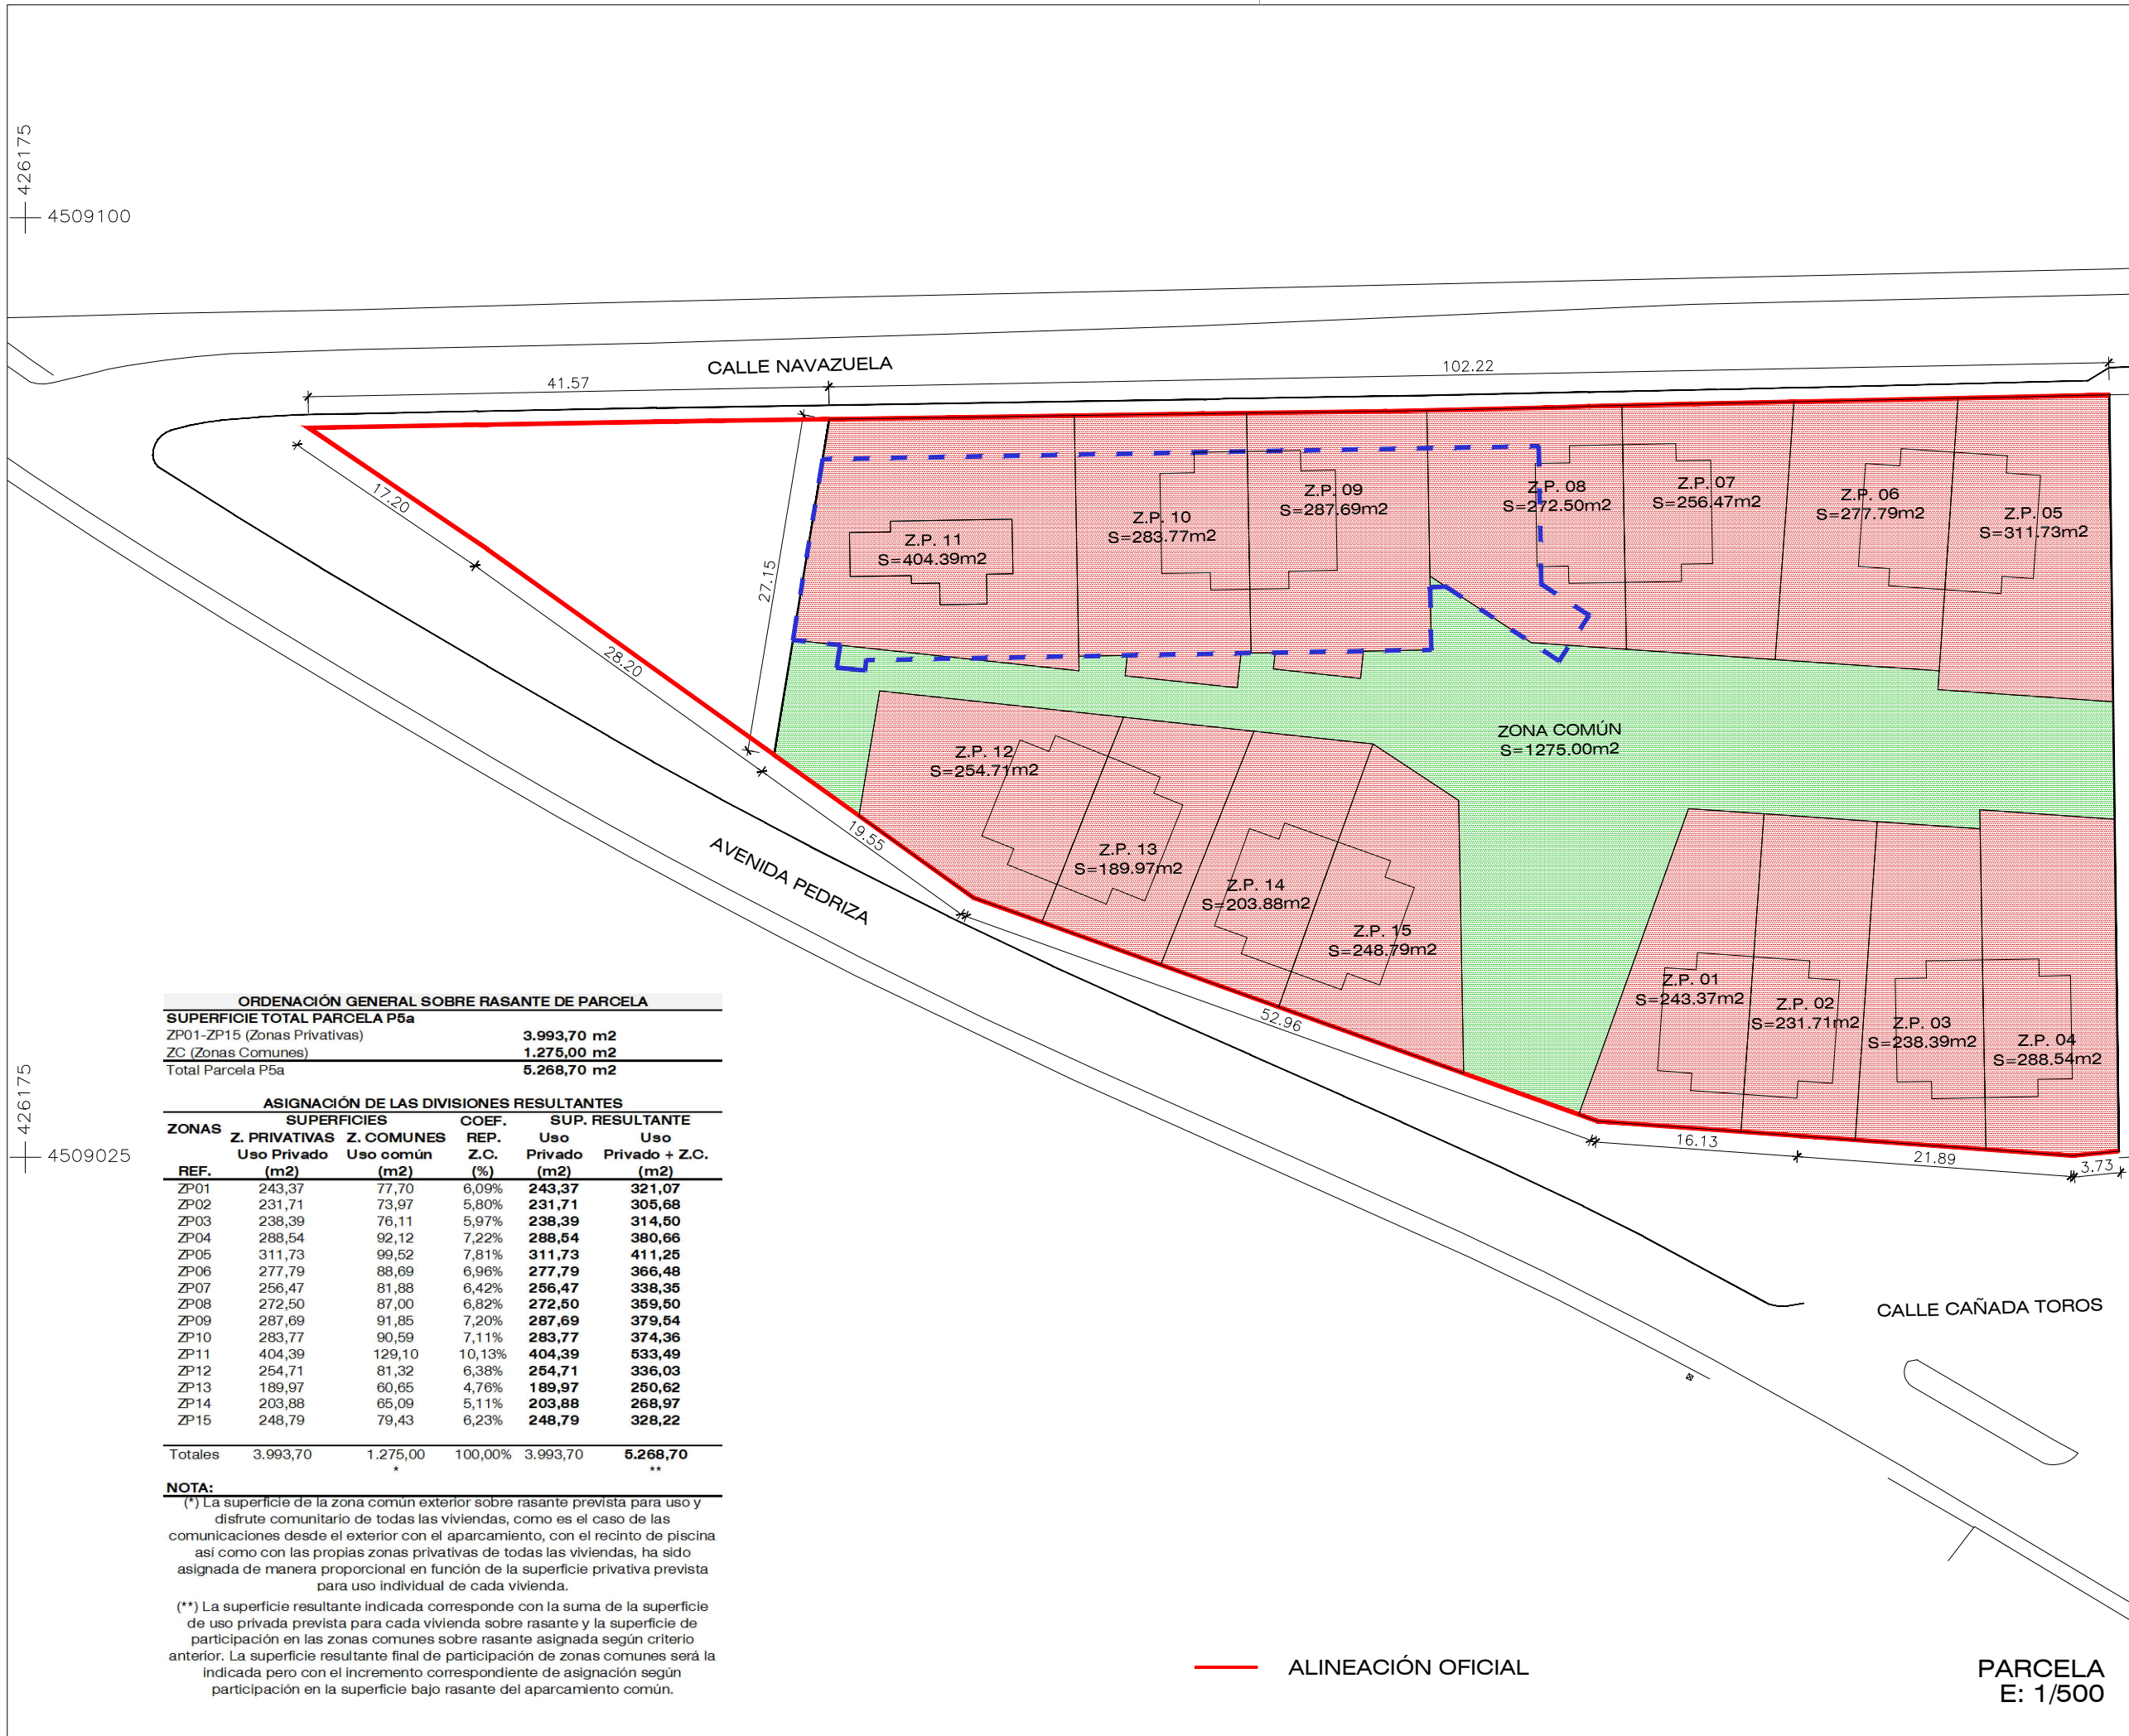 426175
4509100
CALLE NAVAZUELA
41.57
102.22
17.20
28.20
27.15
19.55
52.96
16.13
21.89
3.73
Z.P. 11
S=404.39m2
Z.P. 10
S=283.77m2
Z.P. 09
S=287.69m2
Z.P. 08
S=272.50m2
Z.P. 07
S=256.47m2
Z.P. 06
S=277.79m2
Z.P. 05
S=311.73m2
ZONA COMÚN
S=1275.00m2
Z.P. 12
S=254.71m2
Z.P. 13
S=189.97m2
Z.P. 14
S=203.88m2
Z.P. 15
S=248.79m2
Z.P. 01
S=243.37m2
Z.P. 02
S=231.71m2
Z.P. 03
S=238.39m2
Z.P. 04
S=288.54m2
AVENIDA PEDRIZA
CALLE CAÑADA TOROS
426175
4509025
ORDENACIÓN GENERAL SOBRE RASANTE DE PARCELA
SUPERFICIE TOTAL PARCELA P5a
ZP01-ZP15 (Zonas Privativas) 3.993,70 m2
ZC (Zonas Comunes) 1.275,00 m2
Total Parcela P5a 5.268,70 m2
ASIGNACIÓN DE LAS DIVISIONES RESULTANTES
ZONAS SUPERFICIES COEF. SUP. RESULTANTE
Z. PRIVATIVAS Z. COMUNES REP. Uso Uso
Uso Privado Uso común Z.C. Privado Privado + Z.C.
REF. (m2) (m2) (%) (m2) (m2)
ZP01 243,37 77,70 6,09% 243,37 321,07
ZP02 231,71 73,97 5,80% 231,71 305,68
ZP03 238,39 76,11 5,97% 238,39 314,50
ZP04 288,54 92,12 7,22% 288,54 380,66
ZP05 311,73 99,52 7,81% 311,73 411,25
ZP06 277,79 88,69 6,96% 277,79 366,48
ZP07 256,47 81,88 6,42% 256,47 338,35
ZP08 272,50 87,00 6,82% 272,50 359,50
ZP09 287,69 91,85 7,20% 287,69 379,54
ZP10 283,77 90,59 7,11% 283,77 374,36
ZP11 404,39 129,10 10,13% 404,39 533,49
ZP12 254,71 81,32 6,38% 254,71 336,03
ZP13 189,97 60,65 4,76% 189,97 250,62
ZP14 203,88 65,09 5,11% 203,88 268,97
ZP15 248,79 79,43 6,23% 248,79 328,22
Totales 3.993,70 1.275,00 100,00% 3.993,70 5.268,70
* **
NOTA:
(*) La superficie de la zona común exterior sobre rasante prevista para uso y
disfrute comunitario de todas las viviendas, como es el caso de las
comunicaciones desde el exterior con el aparcamiento, con el recinto de piscina
así como con las propias zonas privativas de todas las viviendas, ha sido
asignada de manera proporcional en función de la superficie privativa prevista
para uso individual de cada vivienda.
(**) La superficie resultante indicada corresponde con la suma de la superficie
de uso privada prevista para cada vivienda sobre rasante y la superficie de
participación en las zonas comunes sobre rasante asignada según criterio
anterior. La superficie resultante final de participación de zonas comunes será la
indicada pero con el incremento correspondiente de asignación según
participación en la superficie bajo rasante del aparcamiento común.
ALINEACIÓN OFICIAL
PARCELA
E: 1/500